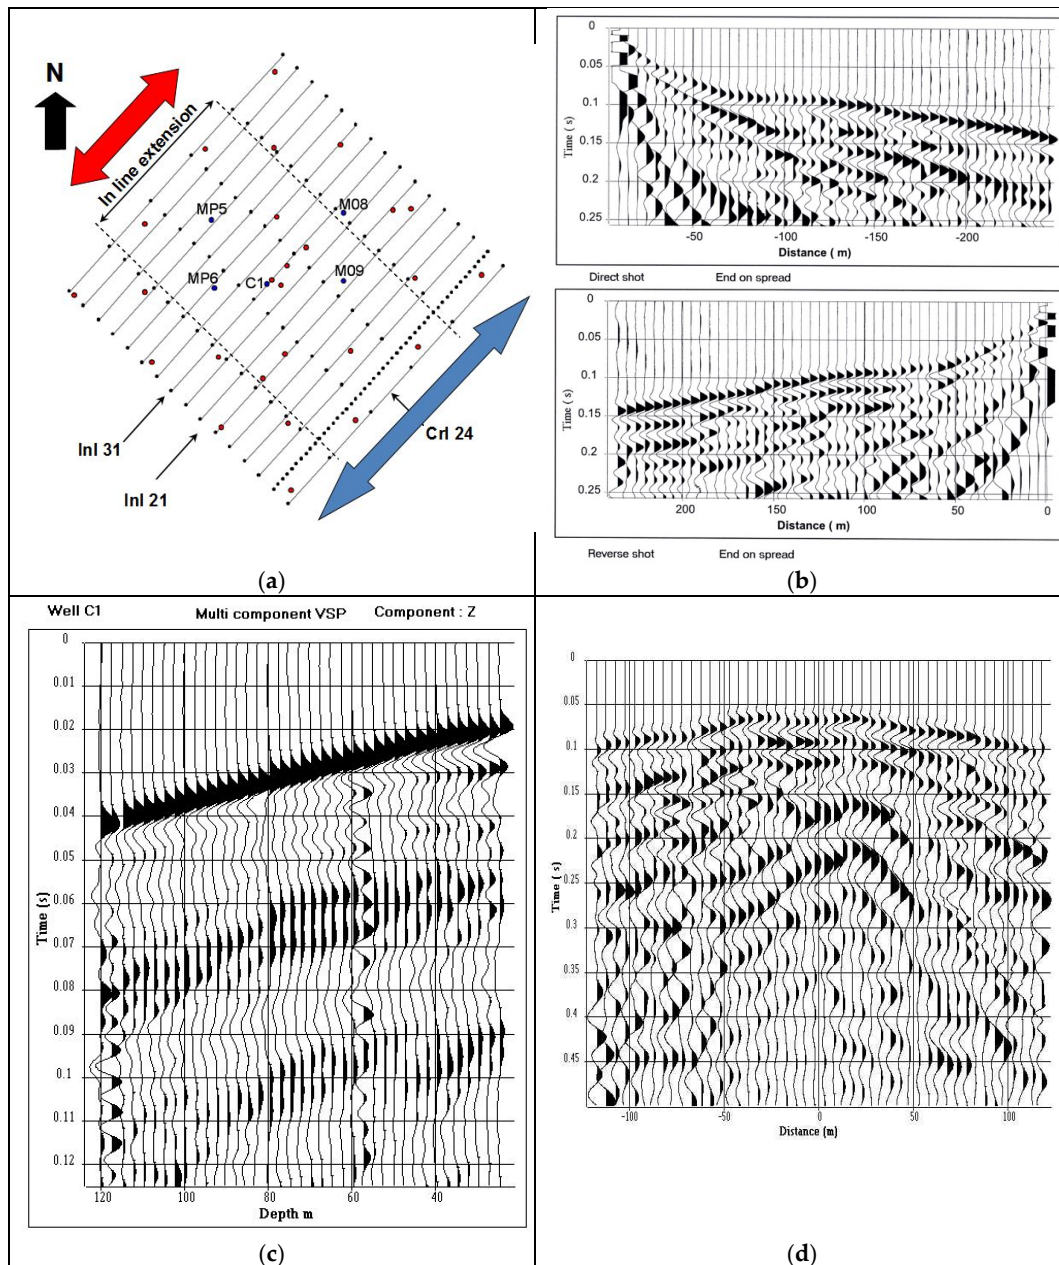 N
In line extension
MP5
M08
MP6
C1
M09
Inl 31
Crl 24
Inl 21
(a)
0
0.05
0.1
0.15
0.2
0.25
Time ( s)
-50
-100
-150
-200
Distance ( m)
Direct shot
End on spread
0
0.05
0.1
0.15
0.2
0.25
Time ( s)
200
150
100
50
0
Distance ( m)
Reverse shot
End on spread
(b)
Well C1
Multi component VSP
Component : Z
0
0.01
0.02
0.03
0.04
0.05
0.06
0.07
0.08
0.09
0.1
0.11
0.12
Time (s)
120
100
80
60
40
Depth m
(c)
0
0.05
0.1
0.15
0.2
0.25
0.3
0.35
0.4
0.45
Time ( s)
-100
-50
0
50
100
Distance (m)
(d)